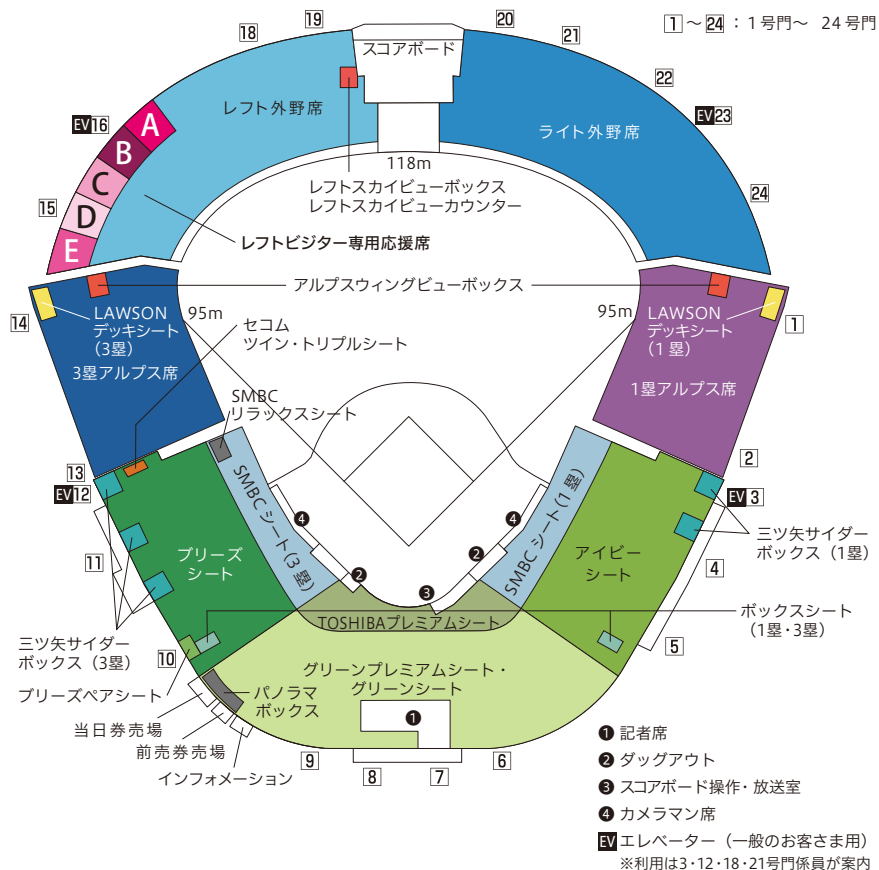 1 ～ 24 ： 1 号門～ 24 号門
18
19
20
21
22
EV 23
24
スコアボード
レフト外野席
ライト外野席
EV 16
15
A
B
C
D
E
118m
レフトスカイビューボックス
レフトスカイビューカウンター
レフトビジター専用応援席
アルプスウィングビューボックス
14
LAWSON
デッキシート
(3塁)
3塁アルプス席
95m
95m
LAWSON
デッキシート
(1 塁)
1塁アルプス席
1
セコム
ツイン・トリプルシート
SMBC
リラックスシート
13
EV 12
2
EV 3
SMBCシート(3塁)
SMBCシート(1塁)
4
4
2
2
3
11
ブリーズ
シート
アイビー
シート
三ツ矢サイダー
ボックス（1塁）
4
TOSHIBAプレミアムシート
ボックスシート
（1塁・3塁）
三ツ矢サイダー
ボックス（3塁）
10
5
ブリーズペアシート
グリーンプレミアムシート・
グリーンシート
パノラマ
ボックス
1
当日券売場
前売券売場
インフォメーション
9
8
7
6
❶ 記者席
❷ ダッグアウト
❸ スコアボード操作・放送室
❹ カメラマン席
EV エレベーター（一般のお客さま用）
※利用は3・12・18・21号門係員が案内